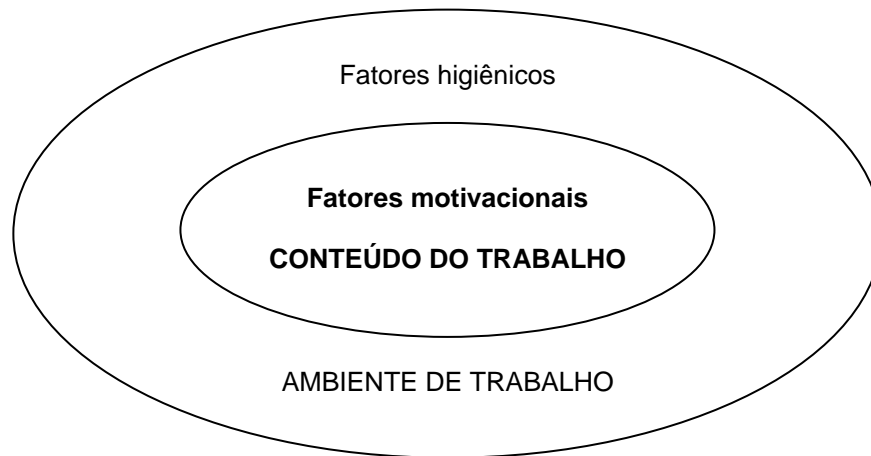 Fatores higiênicos
Fatores motivacionais
CONTEÚDO DO TRABALHO
AMBIENTE DE TRABALHO